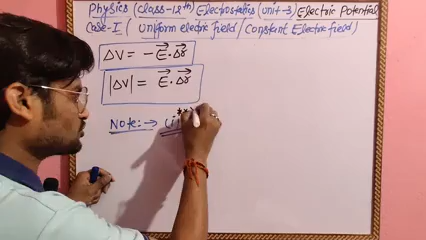 Physics (Class-12th) Electrostatics (Unit-3) Electric Potential
Case-I ( Uniform electric field / Constant Electric field)
ΔV = - E⃗ · Δr⃗
|ΔV| = E⃗ · Δr⃗
Note:→ (i) **